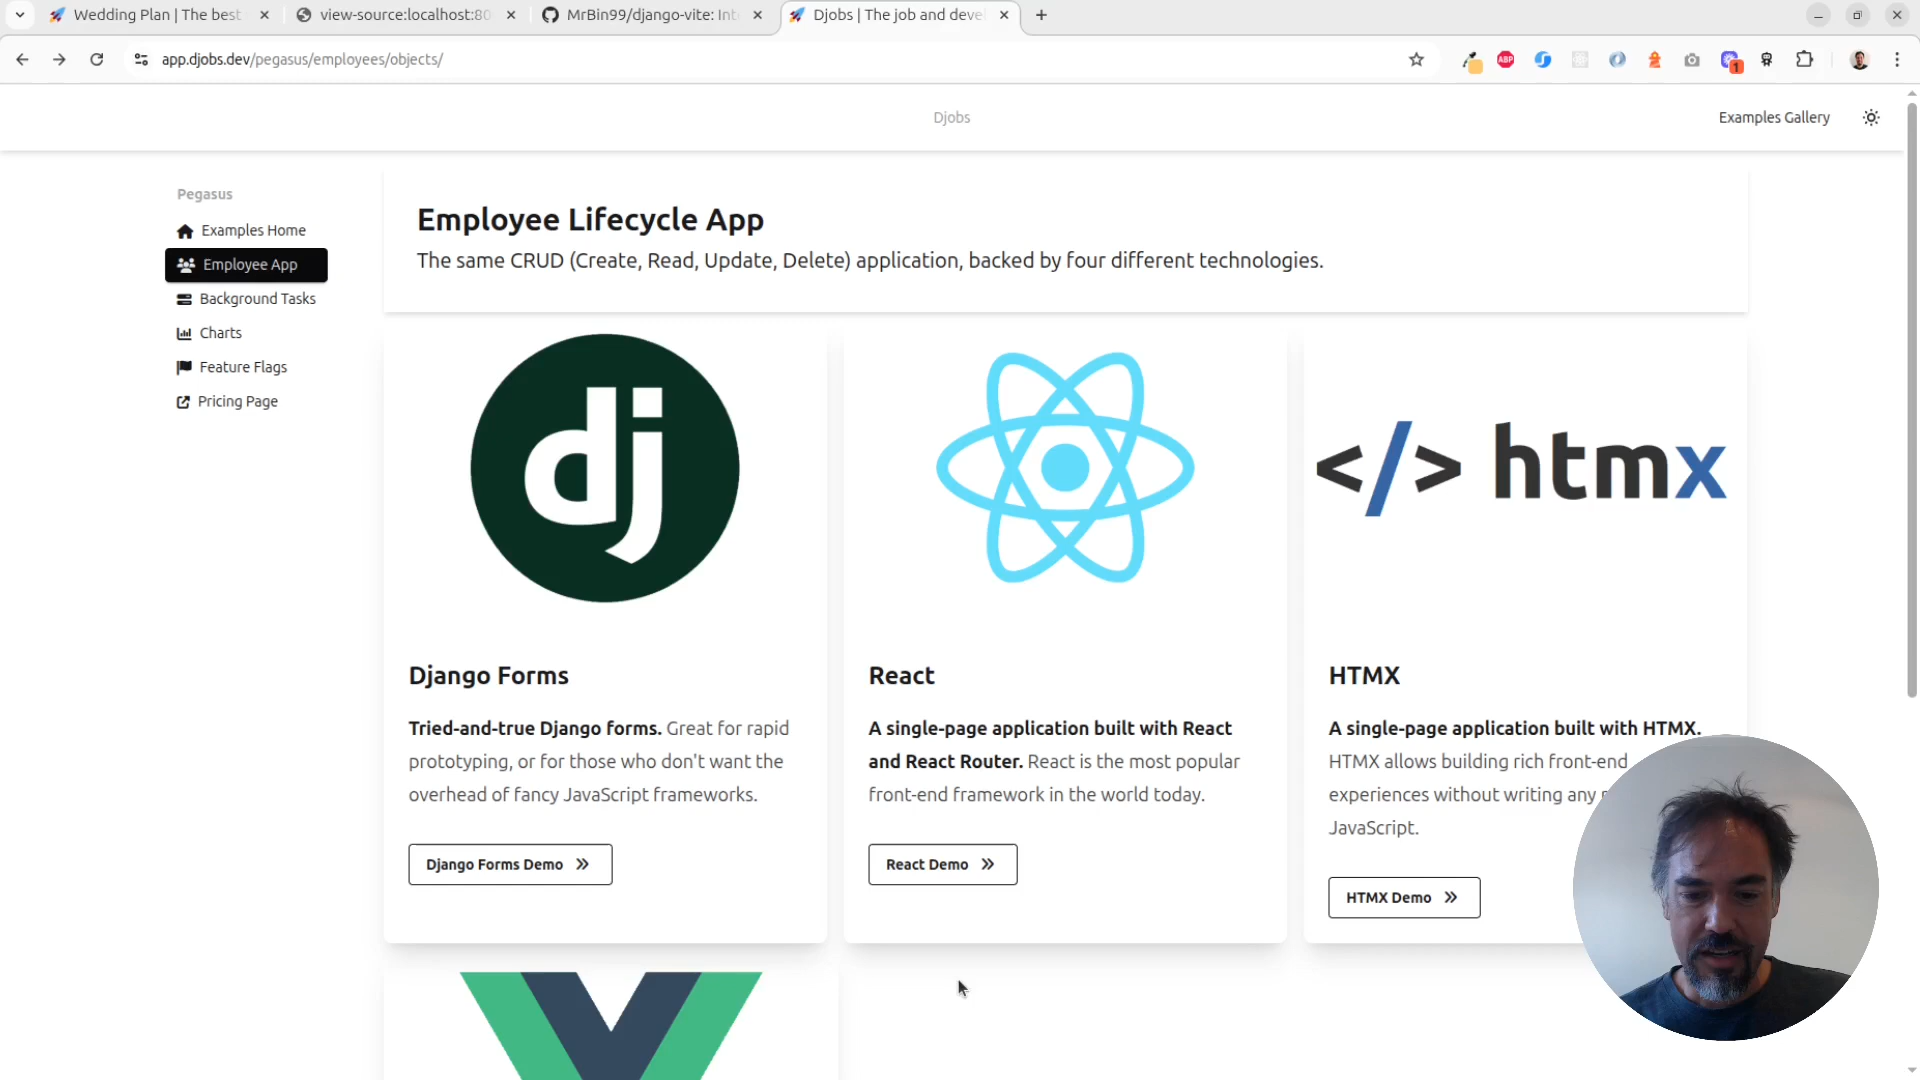 Wedding Plan | The best
view-source:localhost:80
MrBin99/django-vite: Int
Djobs | The job and deve
app.djobs.dev/pegasus/employees/objects/
ABP
1
Djobs
Examples Gallery
Pegasus
Examples Home
Employee App
Background Tasks
Charts
Feature Flags
Pricing Page
Employee Lifecycle App
The same CRUD (Create, Read, Update, Delete) application, backed by four different technologies.
dj
</> htmx
Django Forms
Tried-and-true Django forms. Great for rapid
prototyping, or for those who don't want the
overhead of fancy JavaScript frameworks.
Django Forms Demo
React
A single-page application built with React
and React Router. React is the most popular
front-end framework in the world today.
React Demo
HTMX
A single-page application built with HTMX.
HTMX allows building rich front-end
experiences without writing any
JavaScript.
HTMX Demo